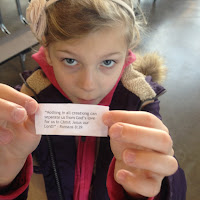 "Nothing in all creationg can
separate us from God's love
for us in Christ Jesus our
Lord!" Romans 8:39